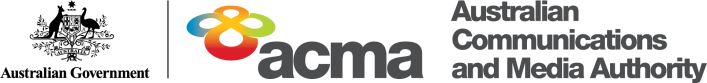 Australian Government
acma
Australian
Communications
and Media Authority